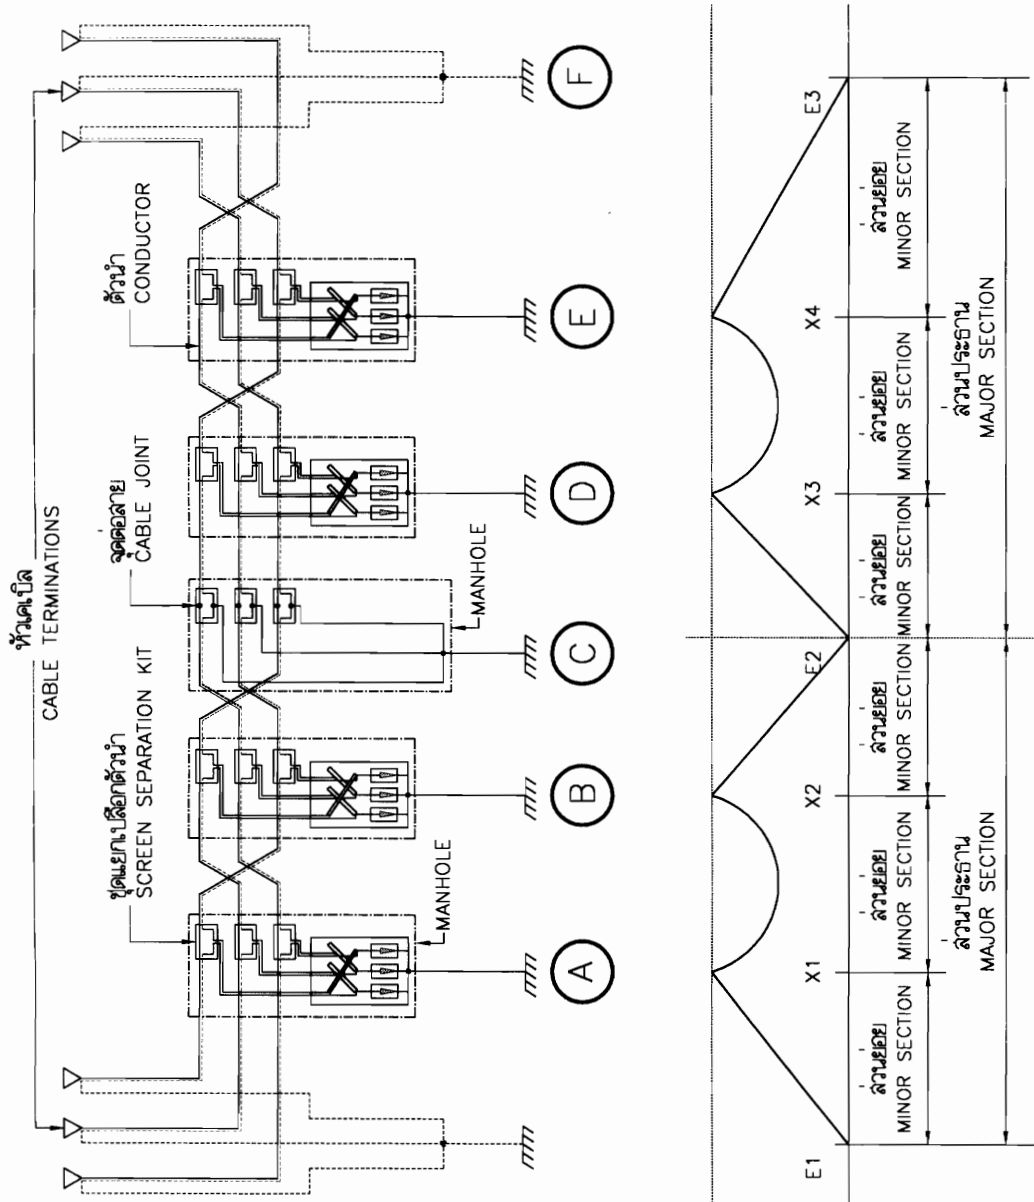 หัวเคเบิล
CABLE TERMINATIONS
ชุดแยกเปลือกตัวนำ
SCREEN SEPARATION KIT
จุดต่อสาย
CABLE JOINT
ตัวนำ
CONDUCTOR
MANHOLE
MANHOLE
A
B
C
D
E
F
E1
X1
X2
E2
X3
X4
E3
ส่วนย่อย
MINOR SECTION
ส่วนย่อย
MINOR SECTION
ส่วนย่อย
MINOR SECTION
ส่วนย่อย
MINOR SECTION
ส่วนย่อย
MINOR SECTION
ส่วนย่อย
MINOR SECTION
ส่วนประธาน
MAJOR SECTION
ส่วนประธาน
MAJOR SECTION